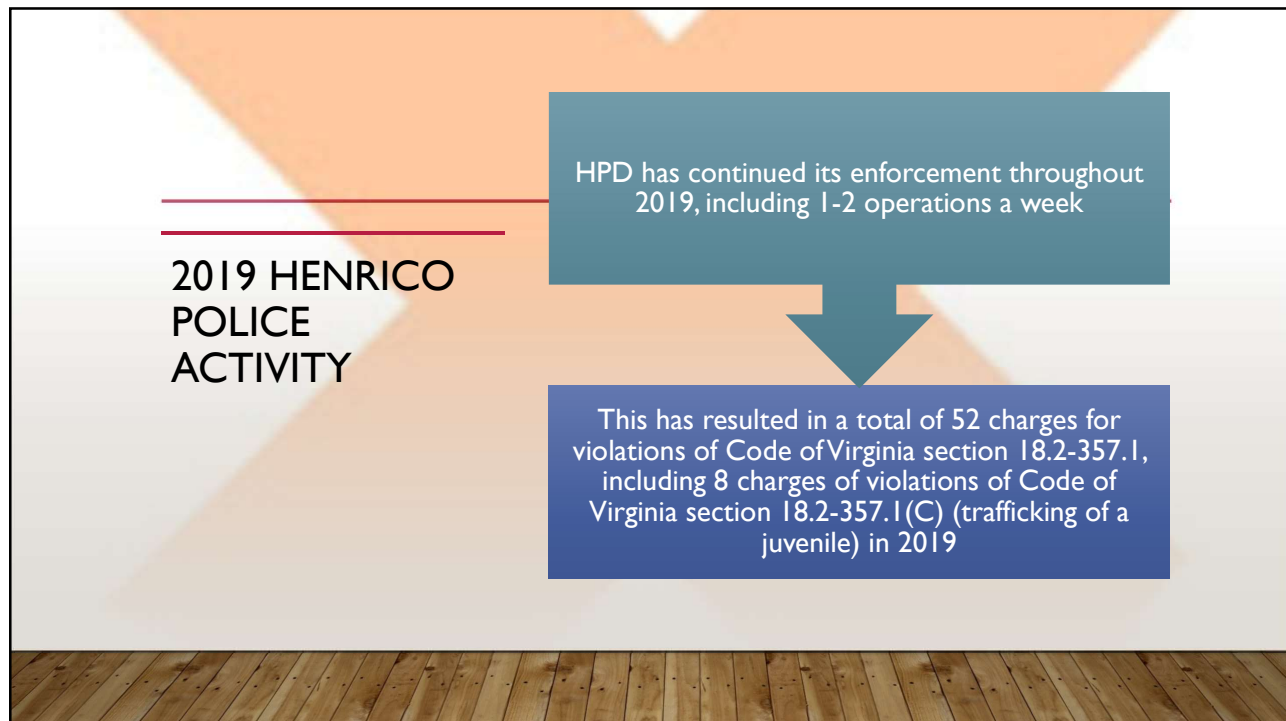 2019 HENRICO
POLICE
ACTIVITY
HPD has continued its enforcement throughout
2019, including 1-2 operations a week
This has resulted in a total of 52 charges for
violations of Code of Virginia section 18.2-357.1,
including 8 charges of violations of Code of
Virginia section 18.2-357.1(C) (trafficking of a
juvenile) in 2019